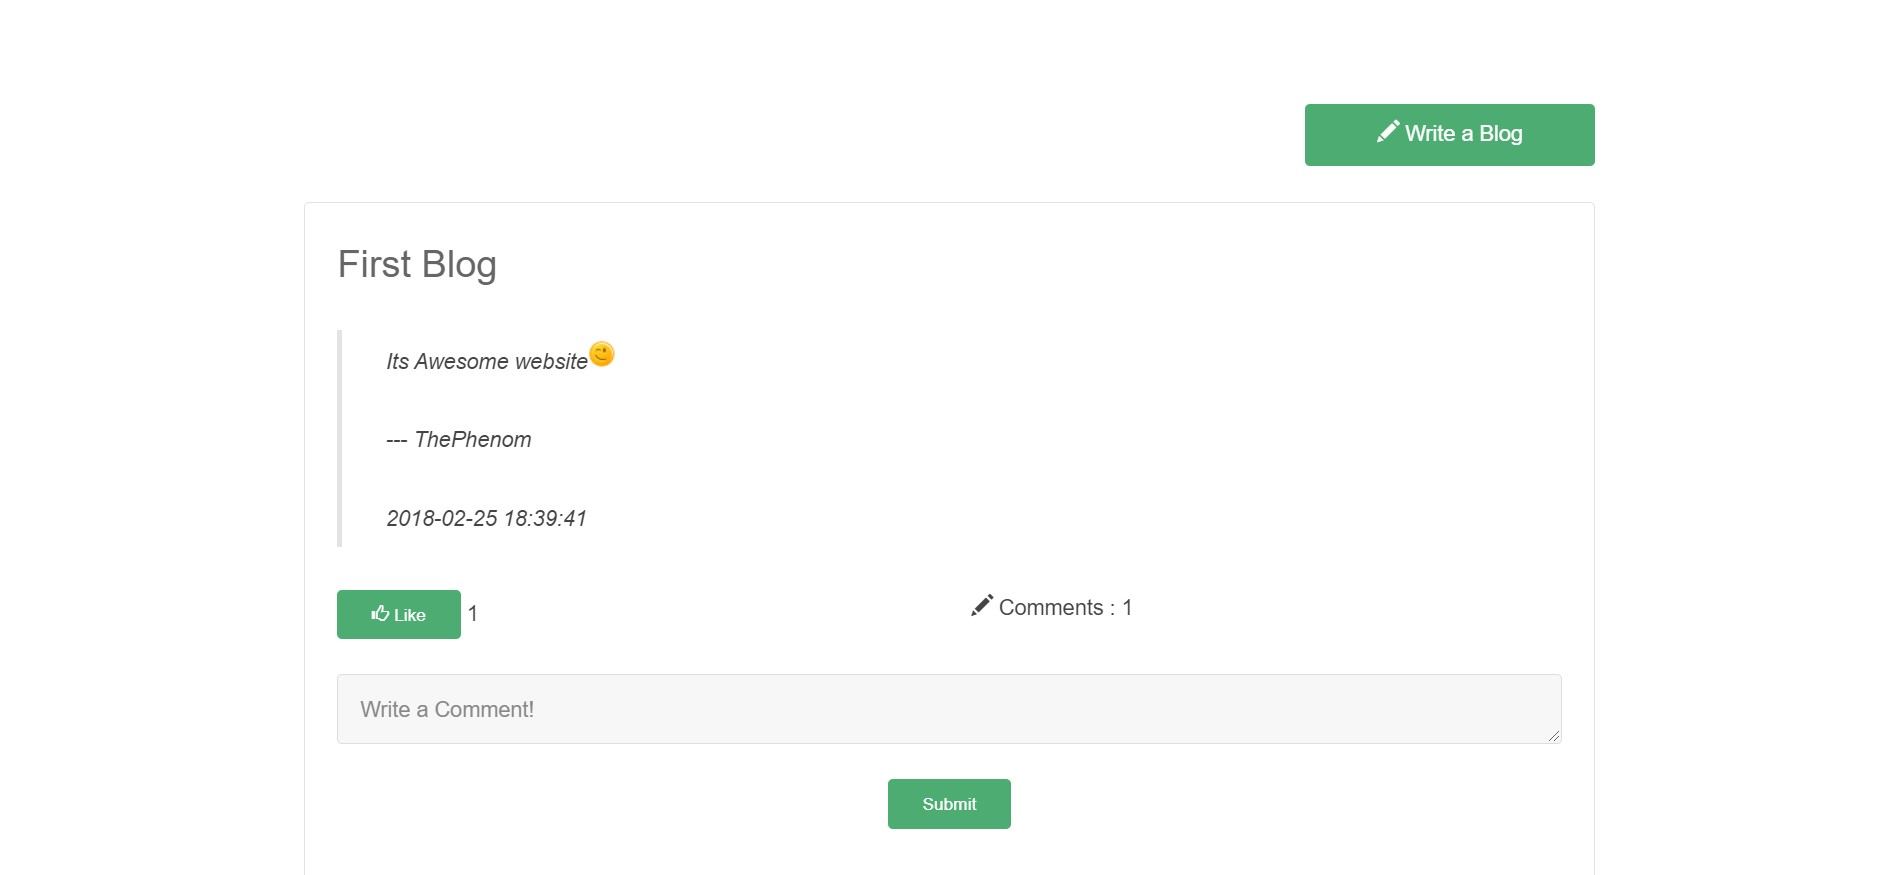 Write a Blog
First Blog
Its Awesome website
--- ThePhenom
2018-02-25 18:39:41
Like 1
Comments : 1
Write a Comment!
Submit